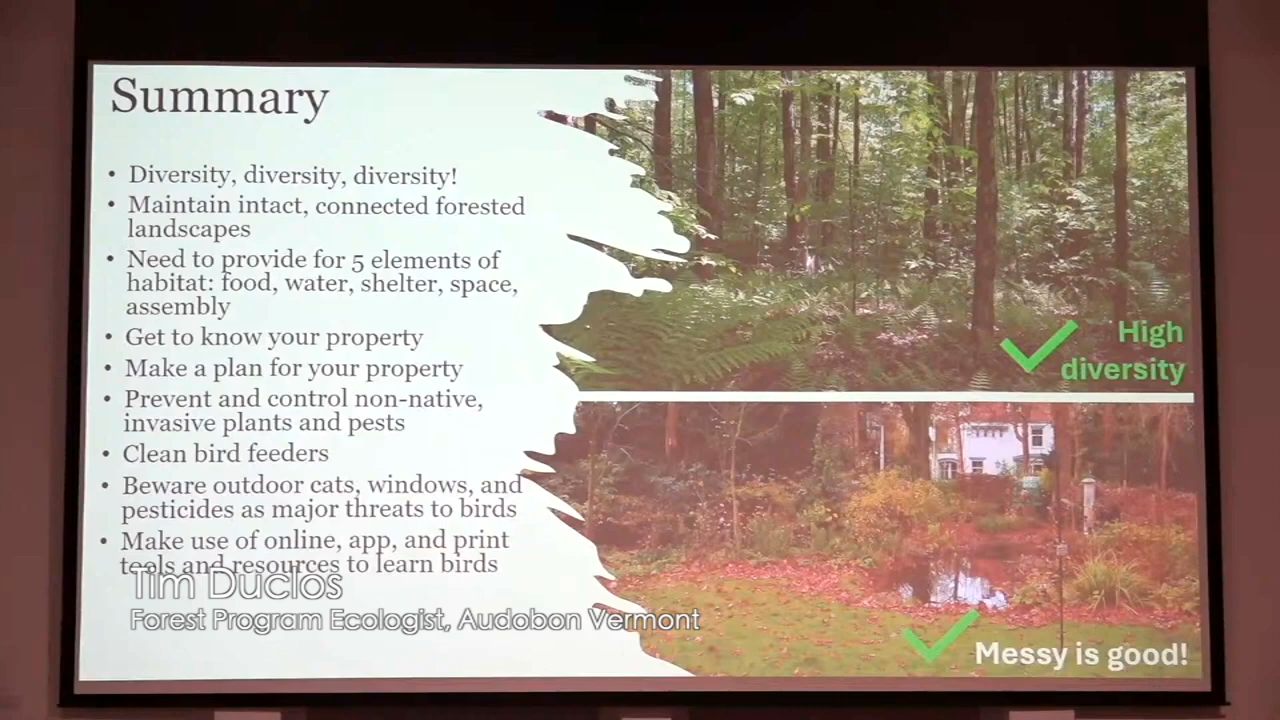 Summary
• Diversity, diversity, diversity!
• Maintain intact, connected forested
landscapes
• Need to provide for 5 elements of
habitat: food, water, shelter, space,
assembly
• Get to know your property
• Make a plan for your property
• Prevent and control non-native,
invasive plants and pests
• Clean bird feeders
• Beware outdoor cats, windows, and
pesticides as major threats to birds
• Make use of online, app, and print
tools and resources to learn birds
High
diversity
Messy is good!
Tim Duclos
Forest Program Ecologist, Audobon Vermont